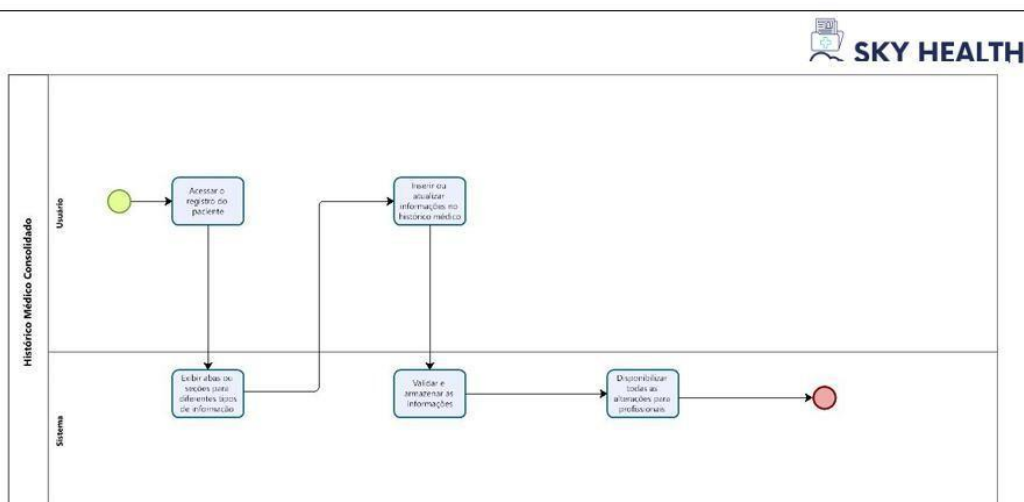 SKY HEALTH
Histórico Médico Consolidado
Usuário
Acessar o
registro do
paciente
Inserir ou
atualizar
informações no
histórico médico
Sistema
Exibir abas ou
seções para
diferentes tipos
de informação
Validar e
armazenar as
informações
Disponibilizar
todas as
alterações para
profissionais